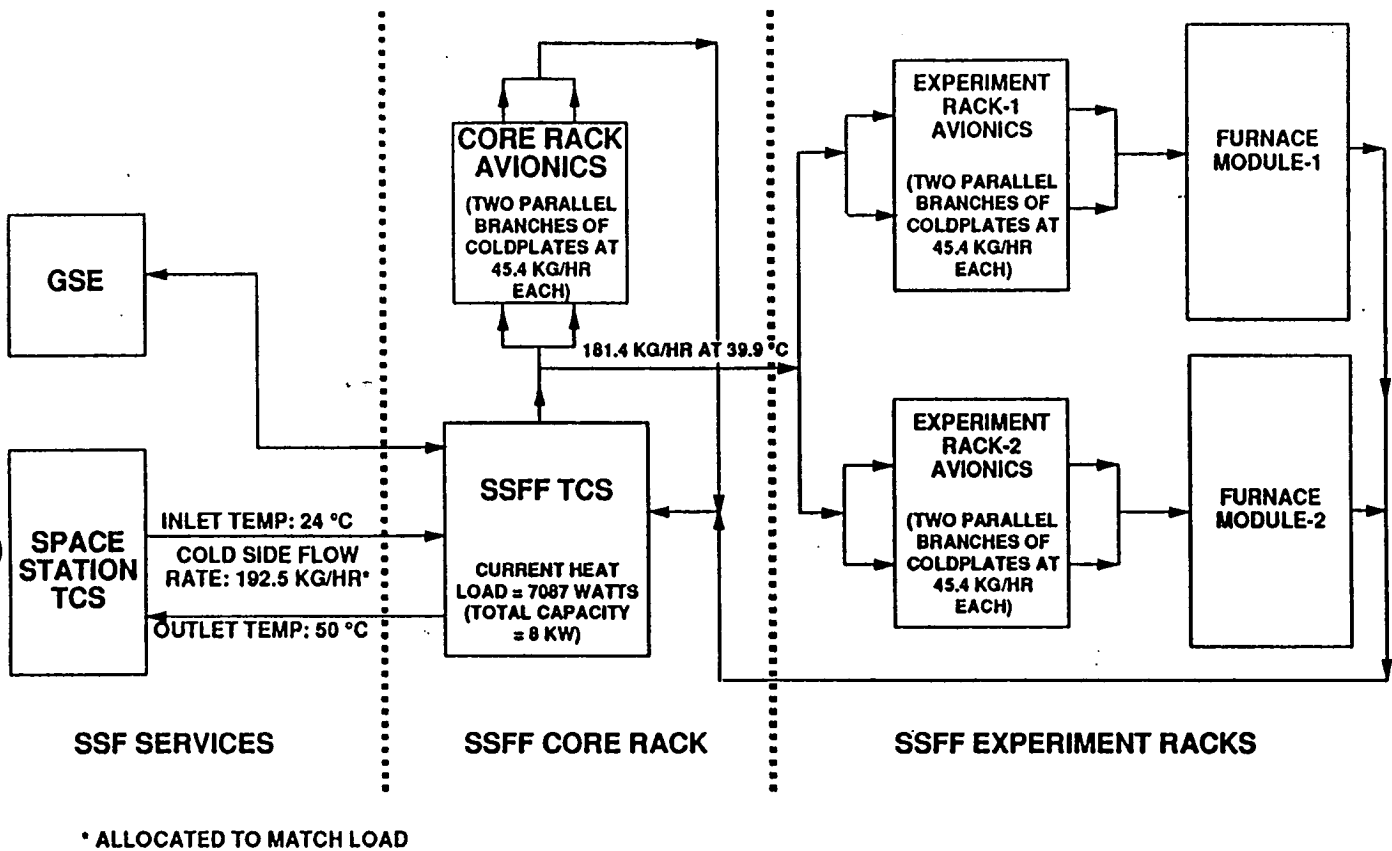 GSE
SPACE
STATION
TCS
INLET TEMP: 24 °C
COLD SIDE FLOW
RATE: 192.5 KG/HR*
OUTLET TEMP: 50 °C
SSF SERVICES
CORE RACK
AVIONICS
(TWO PARALLEL
BRANCHES OF
COLDPLATES AT
45.4 KG/HR
EACH)
181.4 KG/HR AT 39.9 °C
SSFF TCS
CURRENT HEAT
LOAD = 7087 WATTS
(TOTAL CAPACITY
= 8 KW)
SSFF CORE RACK
EXPERIMENT
RACK-1
AVIONICS
(TWO PARALLEL
BRANCHES OF
COLDPLATES AT
45.4 KG/HR
EACH)
FURNACE
MODULE-1
EXPERIMENT
RACK-2
AVIONICS
(TWO PARALLEL
BRANCHES OF
COLDPLATES AT
45.4 KG/HR
EACH)
FURNACE
MODULE-2
SSFF EXPERIMENT RACKS
* ALLOCATED TO MATCH LOAD